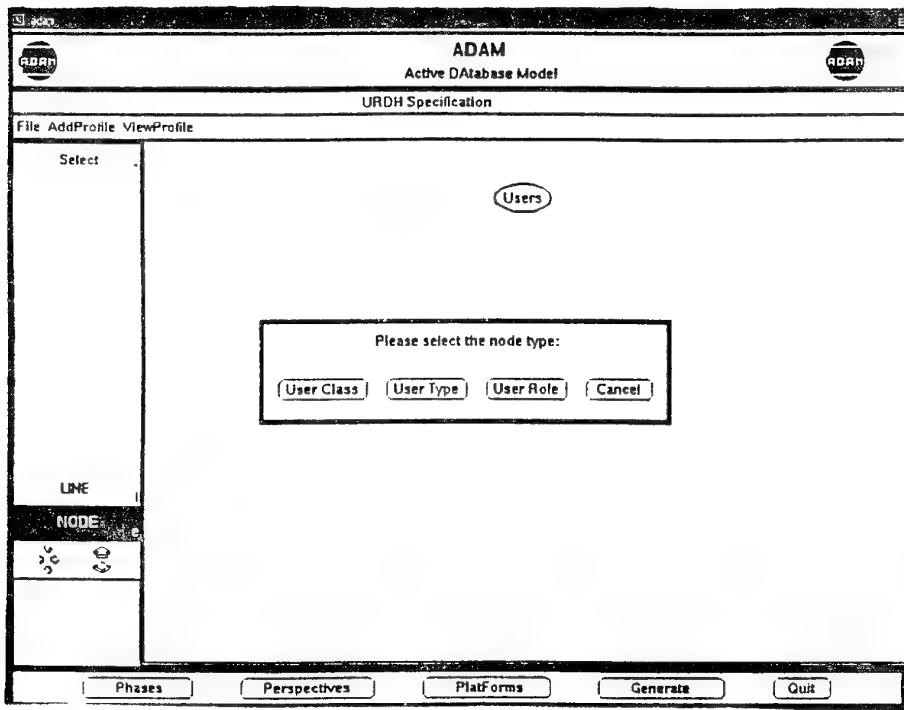 adam
ADAM
ADAM
Active DAtabase Model
ADAM
URDH Specification
File AddProfile ViewProfile
Select
Users
Please select the node type:
User Class User Type User Role Cancel
LINE
NODE
Phases Perspectives PlatForms Generate Quit